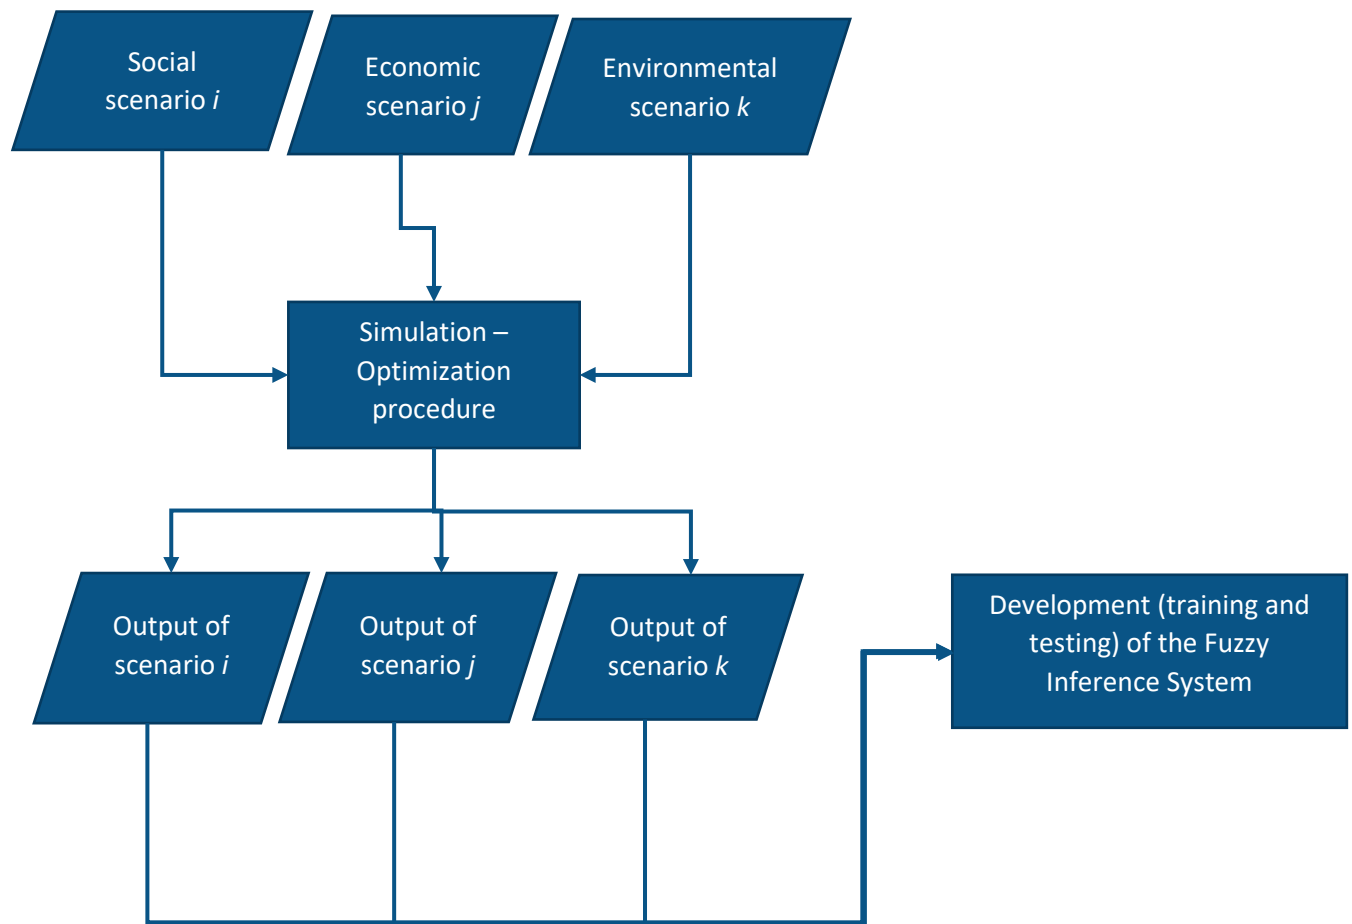 Social
scenario i
Economic
scenario j
Environmental
scenario k
Simulation –
Optimization
procedure
Output of
scenario i
Output of
scenario j
Output of
scenario k
Development (training and
testing) of the Fuzzy
Inference System